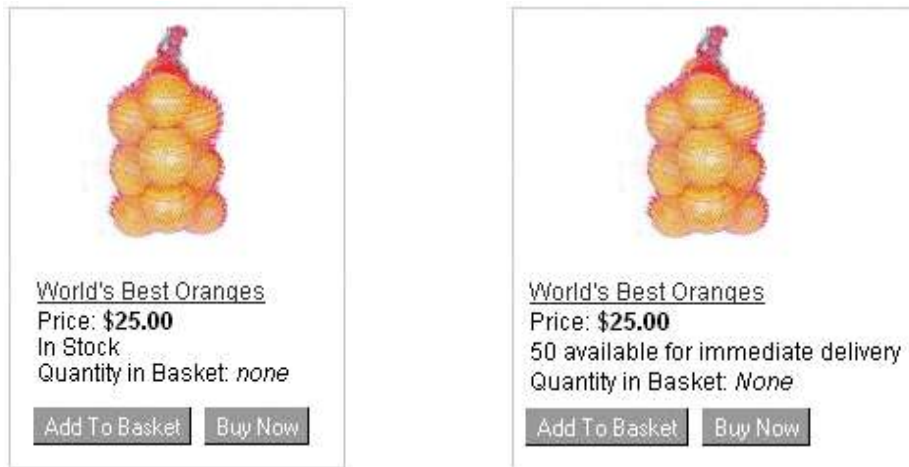 World's Best Oranges
Price: $25.00
In Stock
Quantity in Basket: none
Add To Basket
Buy Now
World's Best Oranges
Price: $25.00
50 available for immediate delivery
Quantity in Basket: None
Add To Basket
Buy Now